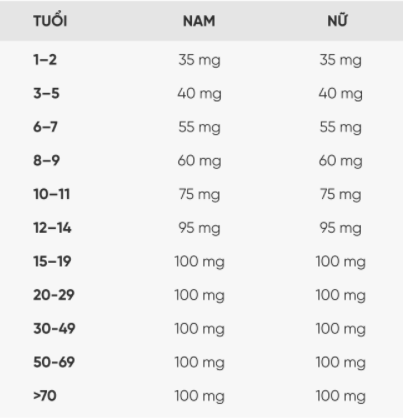 TUỔI NAM NỮ
1–2 35 mg 35 mg
3–5 40 mg 40 mg
6–7 55 mg 55 mg
8–9 60 mg 60 mg
10–11 75 mg 75 mg
12–14 95 mg 95 mg
15–19 100 mg 100 mg
20-29 100 mg 100 mg
30-49 100 mg 100 mg
50-69 100 mg 100 mg
>70 100 mg 100 mg